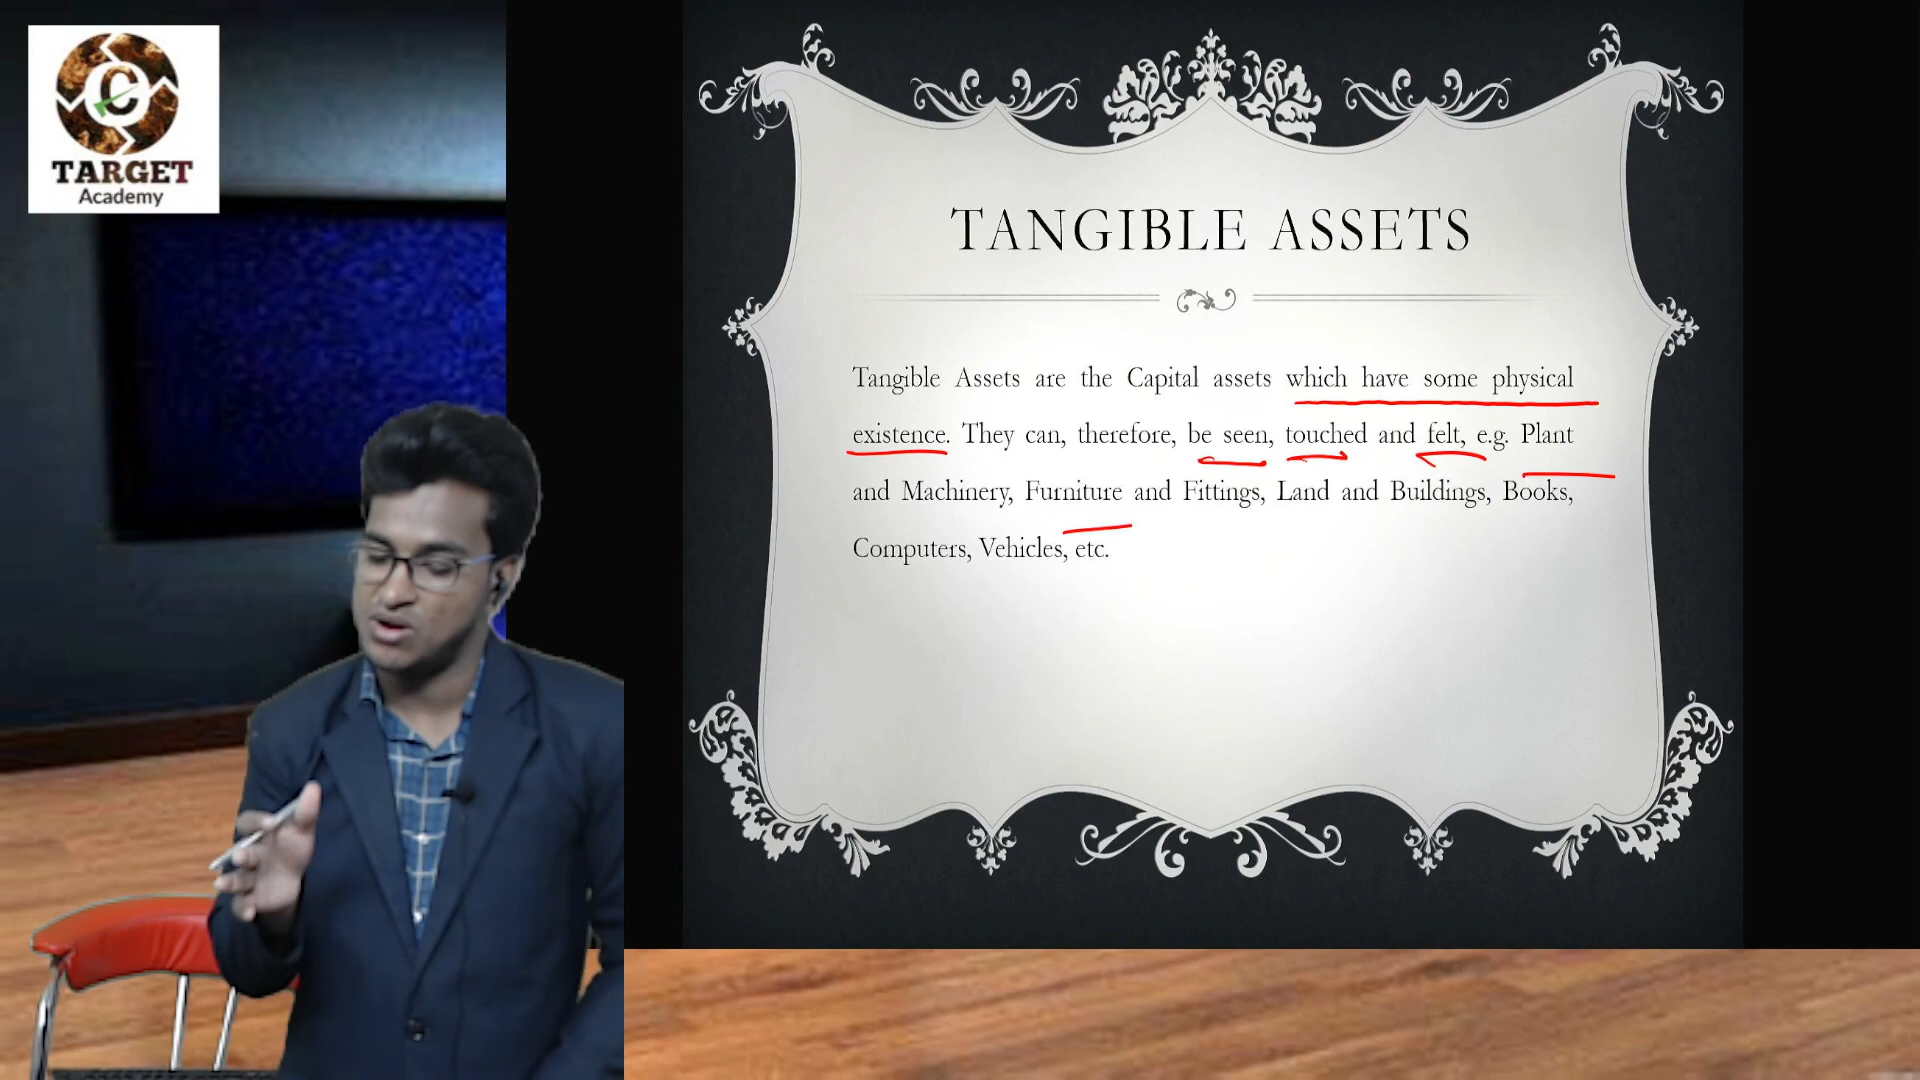 TARGET
Academy
TANGIBLE ASSETS
Tangible Assets are the Capital assets which have some physical
existence. They can, therefore, be seen, touched and felt, e.g. Plant
and Machinery, Furniture and Fittings, Land and Buildings, Books,
Computers, Vehicles, etc.